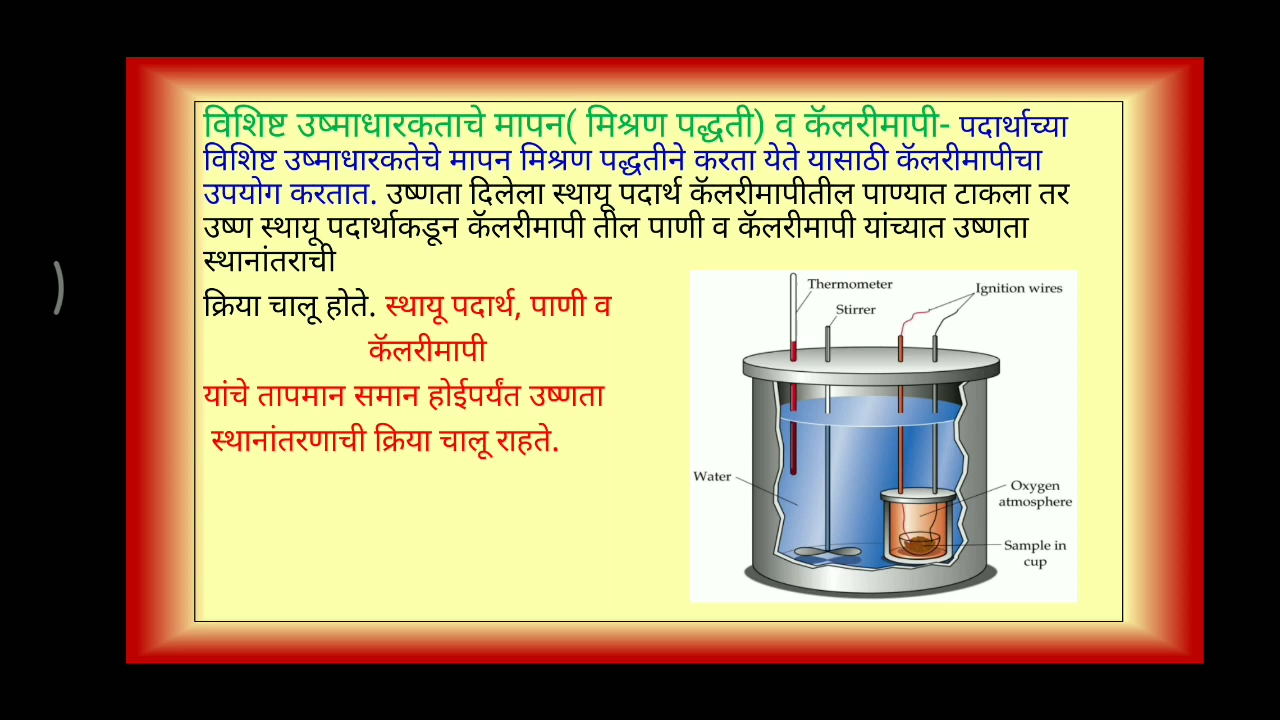 विशिष्ट उष्माधारकताचे मापन( मिश्रण पद्धती) व कॅलरीमापी- पदार्थाच्या
विशिष्ट उष्माधारकतेचे मापन मिश्रण पद्धतीने करता येते यासाठी कॅलरीमापीचा
उपयोग करतात. उष्णता दिलेला स्थायू पदार्थ कॅलरीमापीतील पाण्यात टाकला तर
उष्ण स्थायू पदार्थाकडून कॅलरीमापी तील पाणी व कॅलरीमापी यांच्यात उष्णता
स्थानांतराची
क्रिया चालू होते. स्थायू पदार्थ, पाणी व
कॅलरीमापी
यांचे तापमान समान होईपर्यंत उष्णता
स्थानांतरणाची क्रिया चालू राहते.
Thermometer
Ignition wires
Stirrer
Water
Oxygen
atmosphere
Sample in
cup